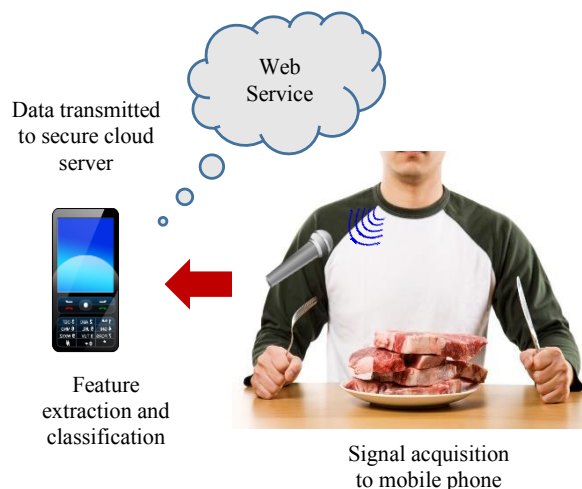 Web
Service
Data transmitted
to secure cloud
server
Feature
extraction and
classification
Signal acquisition
to mobile phone